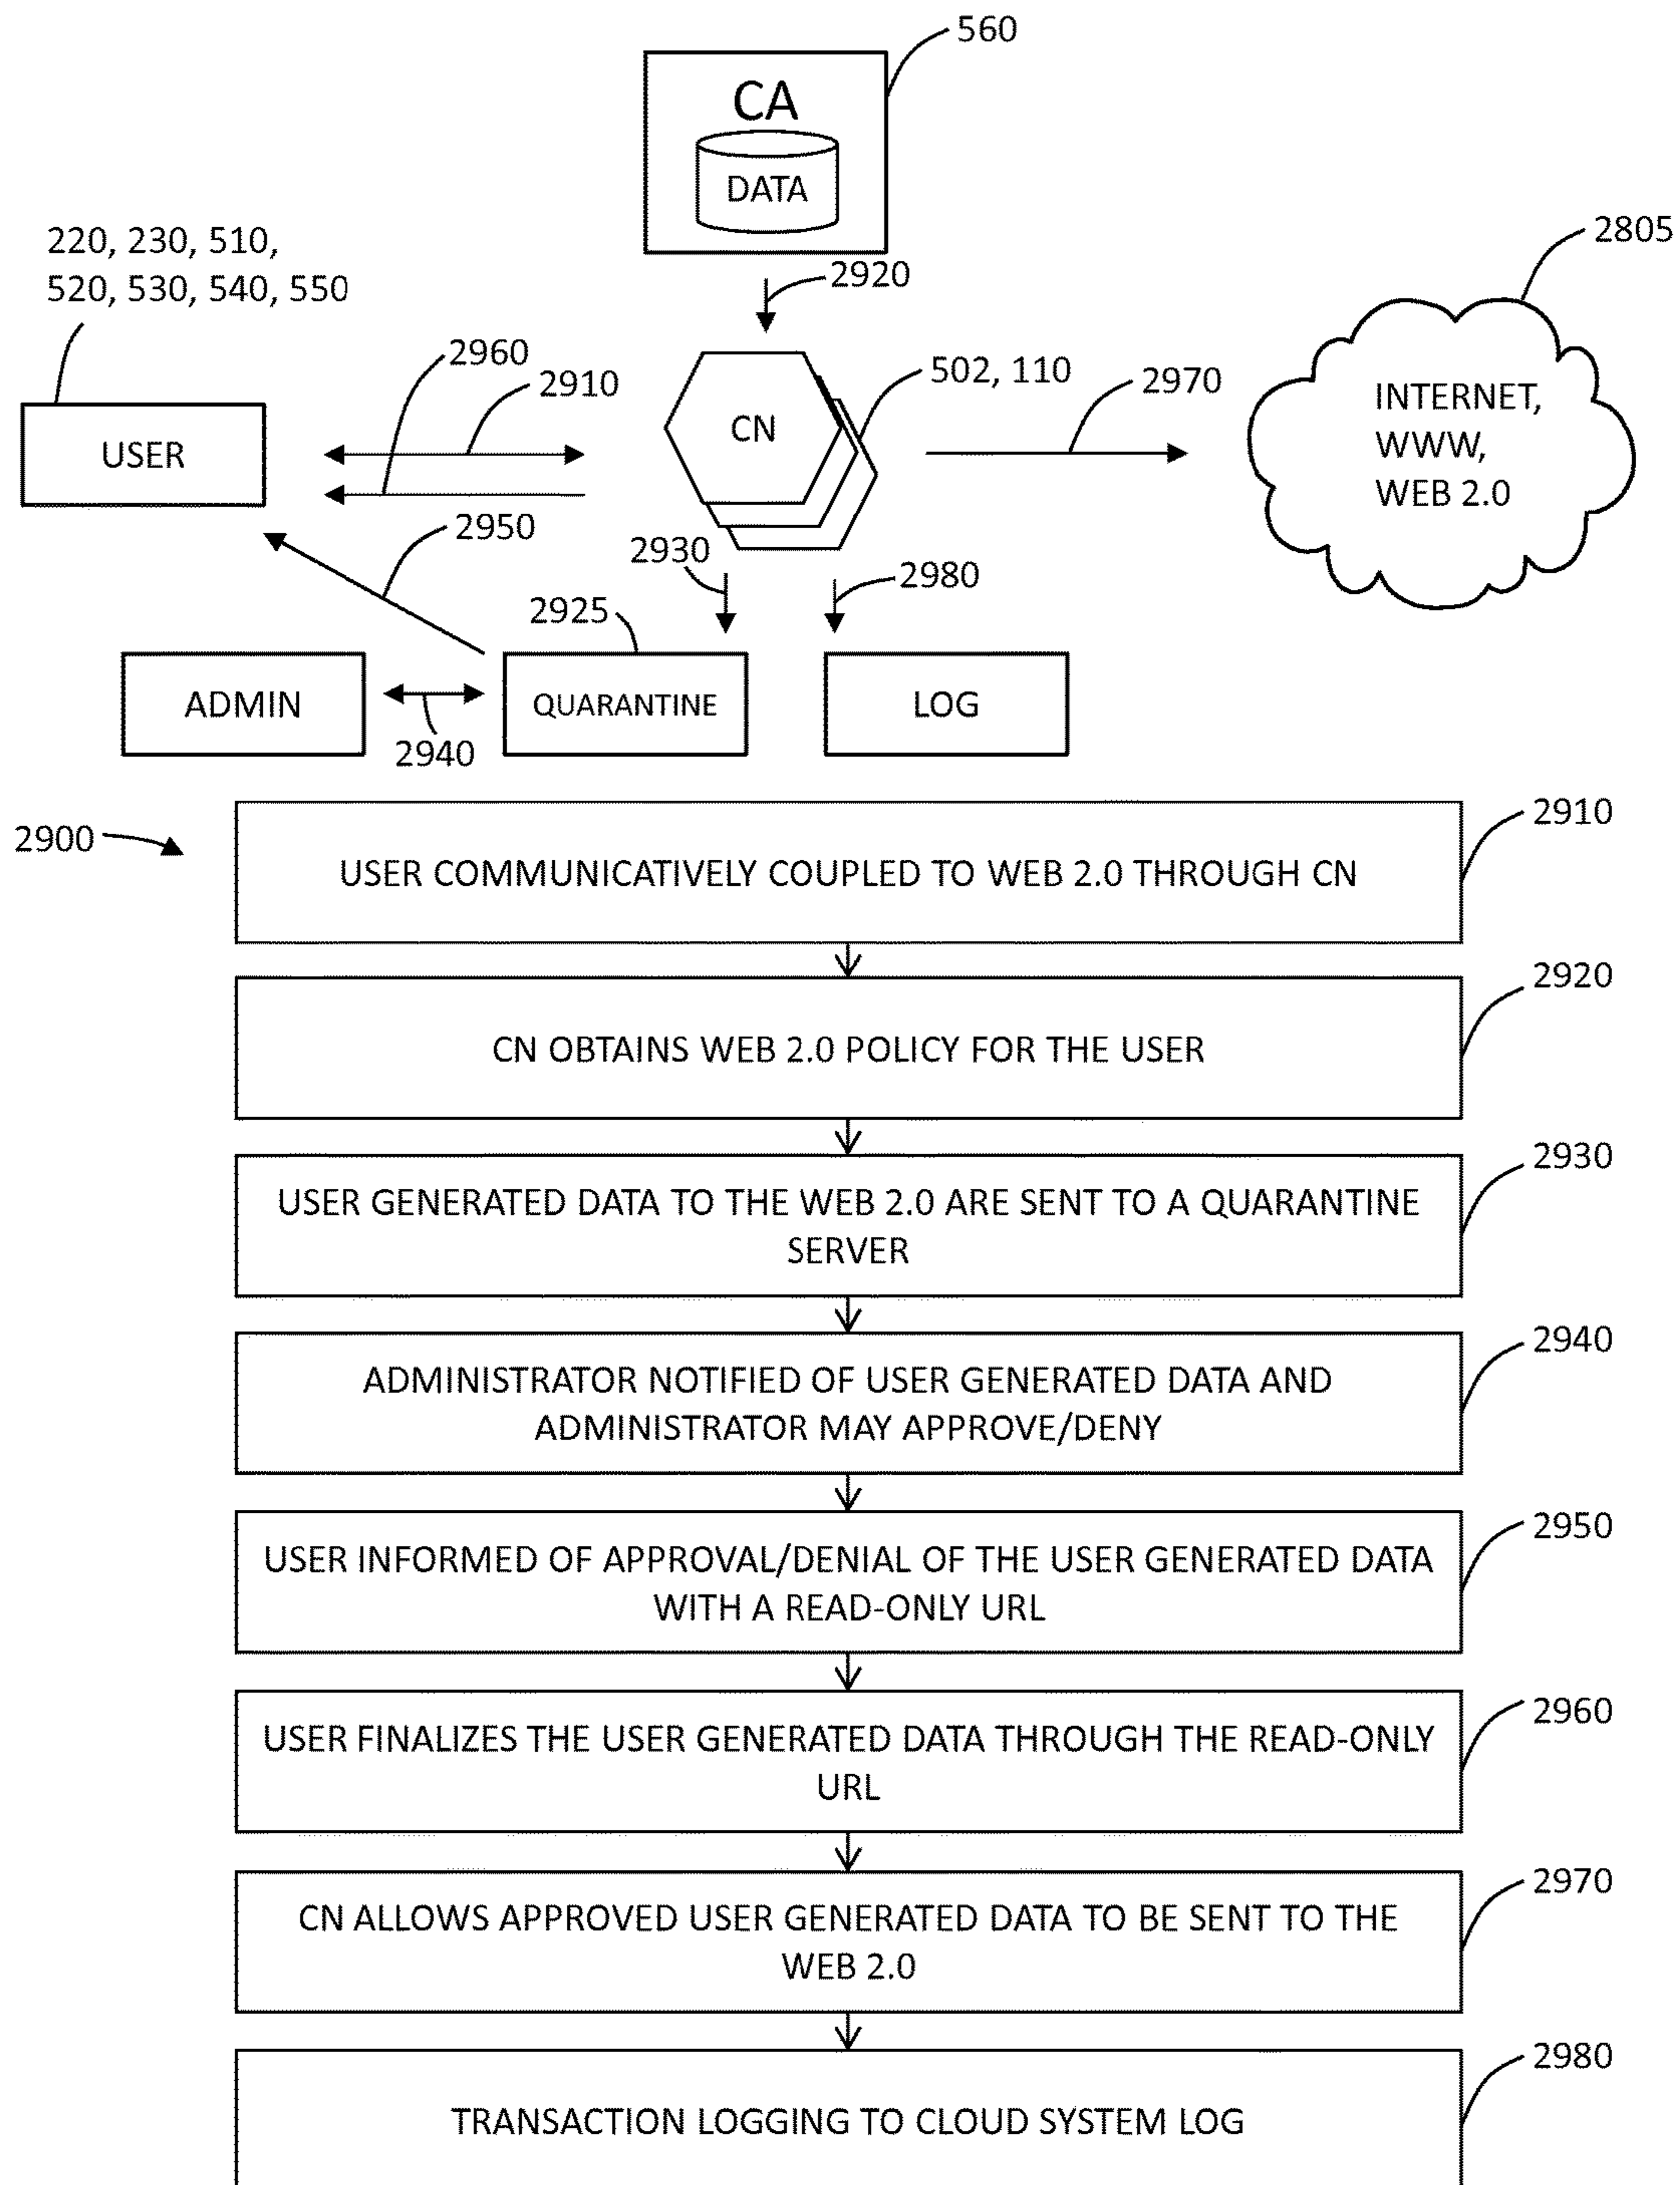 560
CA
DATA
220, 230, 510,
520, 530, 540, 550
2920
2805
2960
2910
502, 110
2970
USER
CN
INTERNET,
WWW,
WEB 2.0
2950
2930
2980
2925
ADMIN
QUARANTINE
LOG
2940
2900
2910
USER COMMUNICATIVELY COUPLED TO WEB 2.0 THROUGH CN
2920
CN OBTAINS WEB 2.0 POLICY FOR THE USER
2930
USER GENERATED DATA TO THE WEB 2.0 ARE SENT TO A QUARANTINE
SERVER
2940
ADMINISTRATOR NOTIFIED OF USER GENERATED DATA AND
ADMINISTRATOR MAY APPROVE/DENY
2950
USER INFORMED OF APPROVAL/DENIAL OF THE USER GENERATED DATA
WITH A READ-ONLY URL
2960
USER FINALIZES THE USER GENERATED DATA THROUGH THE READ-ONLY
URL
2970
CN ALLOWS APPROVED USER GENERATED DATA TO BE SENT TO THE
WEB 2.0
2980
TRANSACTION LOGGING TO CLOUD SYSTEM LOG